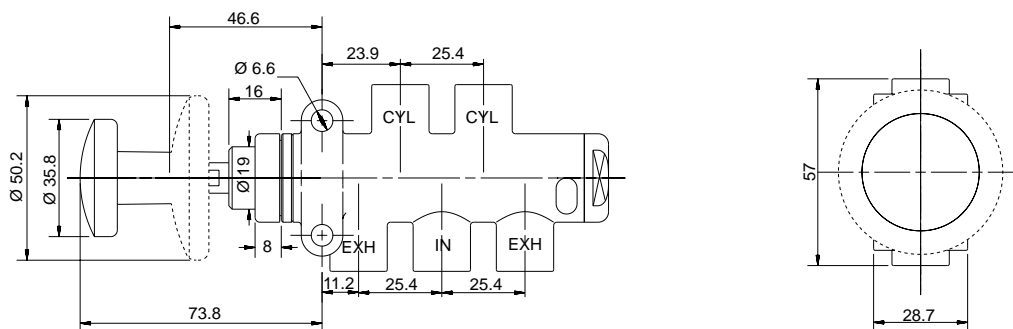 46.6
23.9
25.4
Ø 6.6
16
CYL
CYL
Ø 50.2
Ø 35.8
Ø 19
57
8
EXH
IN
EXH
11.2
25.4
25.4
73.8
28.7